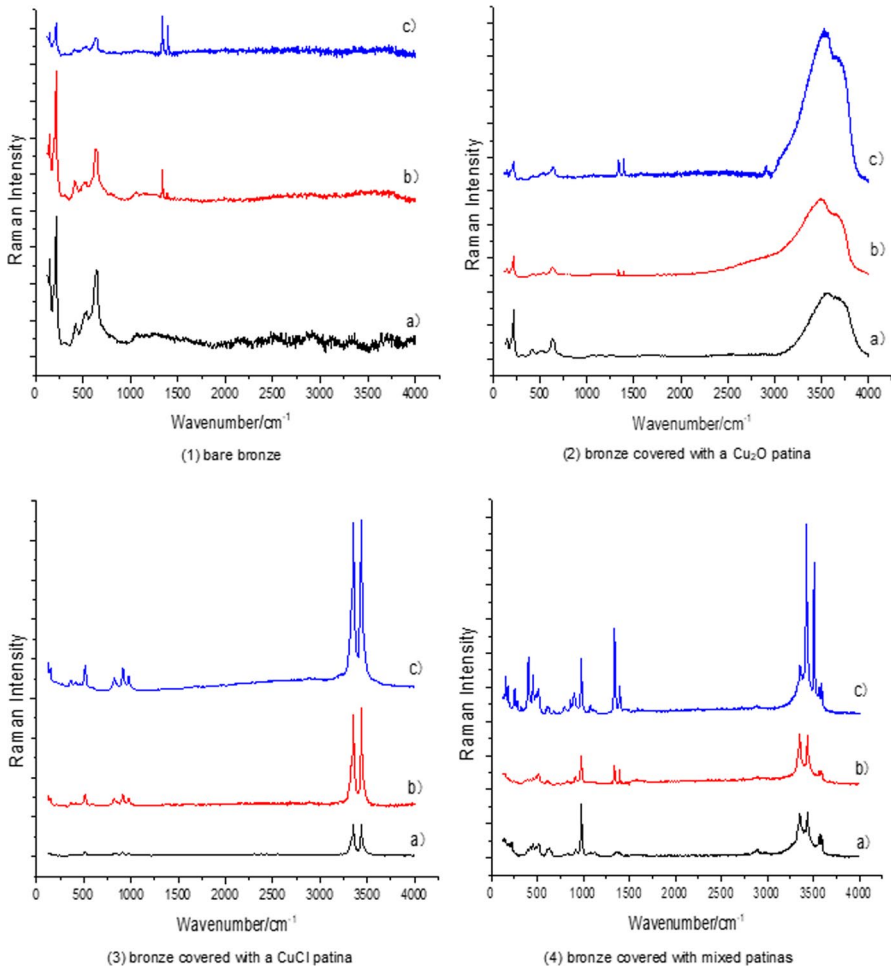 Raman Intensity
c)
b)
a)
0 500 1000 1500 2000 2500 3000 3500 4000
Wavenumber/cm⁻¹
(1) bare bronze
Raman Intensity
c)
b)
a)
0 500 1000 1500 2000 2500 3000 3500 4000
Wavenumber/cm⁻¹
(2) bronze covered with a Cu₂O patina
Raman Intensity
c)
b)
a)
0 500 1000 1500 2000 2500 3000 3500 4000
Wavenumber/cm⁻¹
(3) bronze covered with a CuCl patina
Raman Intensity
c)
b)
a)
0 500 1000 1500 2000 2500 3000 3500 4000
Wavenumber/cm⁻¹
(4) bronze covered with mixed patinas